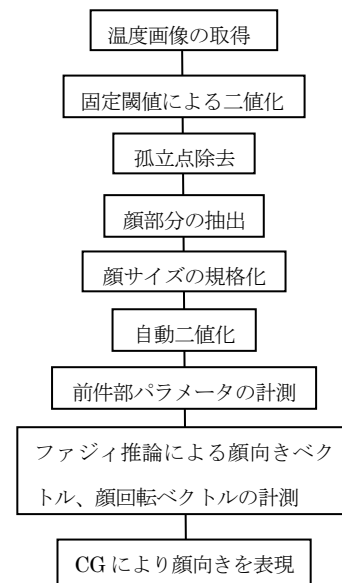 温度画像の取得
固定閾値による二値化
孤立点除去
顔部分の抽出
顔サイズの規格化
自動二値化
前件部パラメータの計測
ファジィ推論による顔向きベク
トル、顔回転ベクトルの計測
CG により顔向きを表現